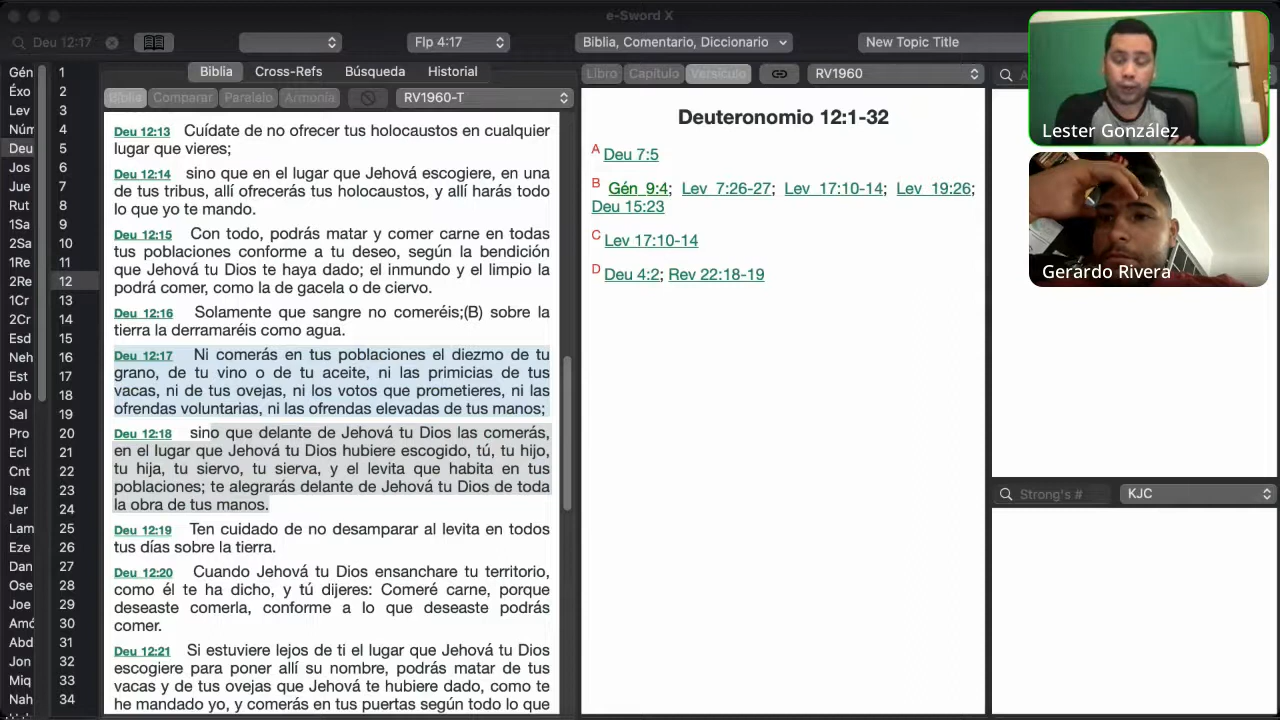 e-Sword X
Deu 12:17
Flp 4:17
Biblia, Comentario, Diccionario
New Topic Title
Biblia
Cross-Refs
Búsqueda
Historial
Biblia
Comparar
Paralelo
Armonía
RV1960-T
Libro
Capítulo
Versículo
RV1960
Gén
Éxo
Lev
Núm
Deu
Jos
Jue
Rut
1Sa
2Sa
1Re
2Re
1Cr
2Cr
Esd
Neh
Est
Job
Sal
Pro
Ecl
Cnt
Isa
Jer
Lam
Eze
Dan
Ose
Joe
Amó
Abd
Jon
Miq
Nah
1
2
3
4
5
6
7
8
9
10
11
12
13
14
15
16
17
18
19
20
21
22
23
24
25
26
27
28
29
30
31
32
33
34
Deu 12:13 Cuídate de no ofrecer tus holocaustos en cualquier
lugar que vieres;
Deu 12:14 sino que en el lugar que Jehová escogiere, en una
de tus tribus, allí ofrecerás tus holocaustos, y allí harás todo
lo que yo te mando.
Deu 12:15 Con todo, podrás matar y comer carne en todas
tus poblaciones conforme a tu deseo, según la bendición
que Jehová tu Dios te haya dado; el inmundo y el limpio la
podrá comer, como la de gacela o de ciervo.
Deu 12:16 Solamente que sangre no comeréis;(B) sobre la
tierra la derramaréis como agua.
Deu 12:17 Ni comerás en tus poblaciones el diezmo de tu
grano, de tu vino o de tu aceite, ni las primicias de tus
vacas, ni de tus ovejas, ni los votos que prometieres, ni las
ofrendas voluntarias, ni las ofrendas elevadas de tus manos;
Deu 12:18 sino que delante de Jehová tu Dios las comerás,
en el lugar que Jehová tu Dios hubiere escogido, tú, tu hijo,
tu hija, tu siervo, tu sierva, y el levita que habita en tus
poblaciones; te alegrarás delante de Jehová tu Dios de toda
la obra de tus manos.
Deu 12:19 Ten cuidado de no desamparar al levita en todos
tus días sobre la tierra.
Deu 12:20 Cuando Jehová tu Dios ensanchare tu territorio,
como él te ha dicho, y tú dijeres: Comeré carne, porque
deseaste comerla, conforme a lo que deseaste podrás
comer.
Deu 12:21 Si estuviere lejos de ti el lugar que Jehová tu Dios
escogiere para poner allí su nombre, podrás matar de tus
vacas y de tus ovejas que Jehová te hubiere dado, como te
he mandado yo, y comerás en tus puertas según todo lo que
Deuteronomio 12:1-32
A Deu 7:5
B Gén 9:4; Lev 7:26-27; Lev 17:10-14; Lev 19:26;
Deu 15:23
C Lev 17:10-14
D Deu 4:2; Rev 22:18-19
Lester González
Gerardo Rivera
Strong's #
KJC